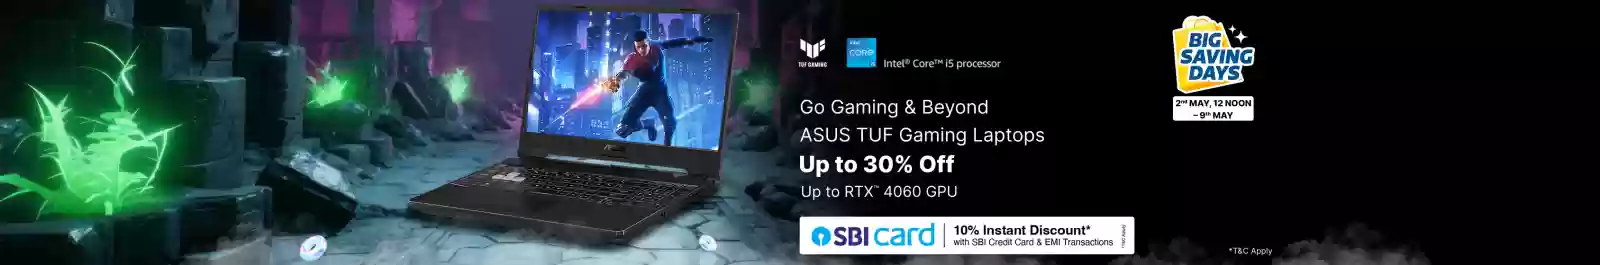 TUF GAMING
intel
CORE
i5
Intel® Core™ i5 processor
Go Gaming & Beyond
ASUS TUF Gaming Laptops
Up to 30% Off
Up to RTX™ 4060 GPU
SBI card
10% Instant Discount*
with SBI Credit Card & EMI Transactions
BIG
SAVING
DAYS
2nd MAY, 12 NOON
– 9th MAY
*T&C Apply